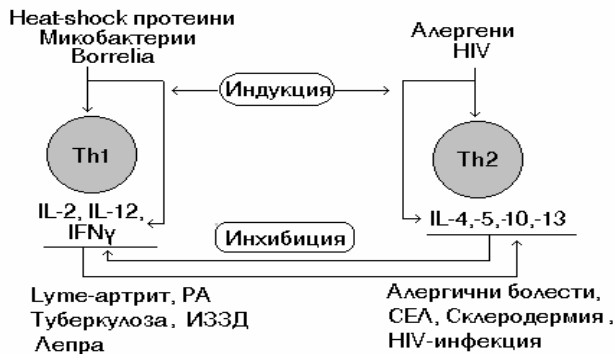 Heat-shock протеини
Микобактерии
Borrelia
Алергени
HIV
Индукция
Th1
Th2
IL-2, IL-12,
IFNγ
IL-4,-5,-10,-13
Инхибиция
Lyme-артрит, РА
Туберкулоза, ИЗЗД
Лепра
Алергични болести,
СЕЛ, Склеродермия,
HIV-инфекция